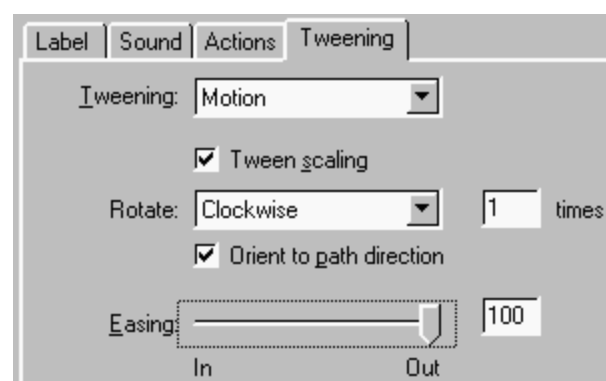 Label Sound Actions Tweening
Tweening: Motion
Tween scaling
Rotate: Clockwise 1 times
Orient to path direction
Easing: 100
In Out